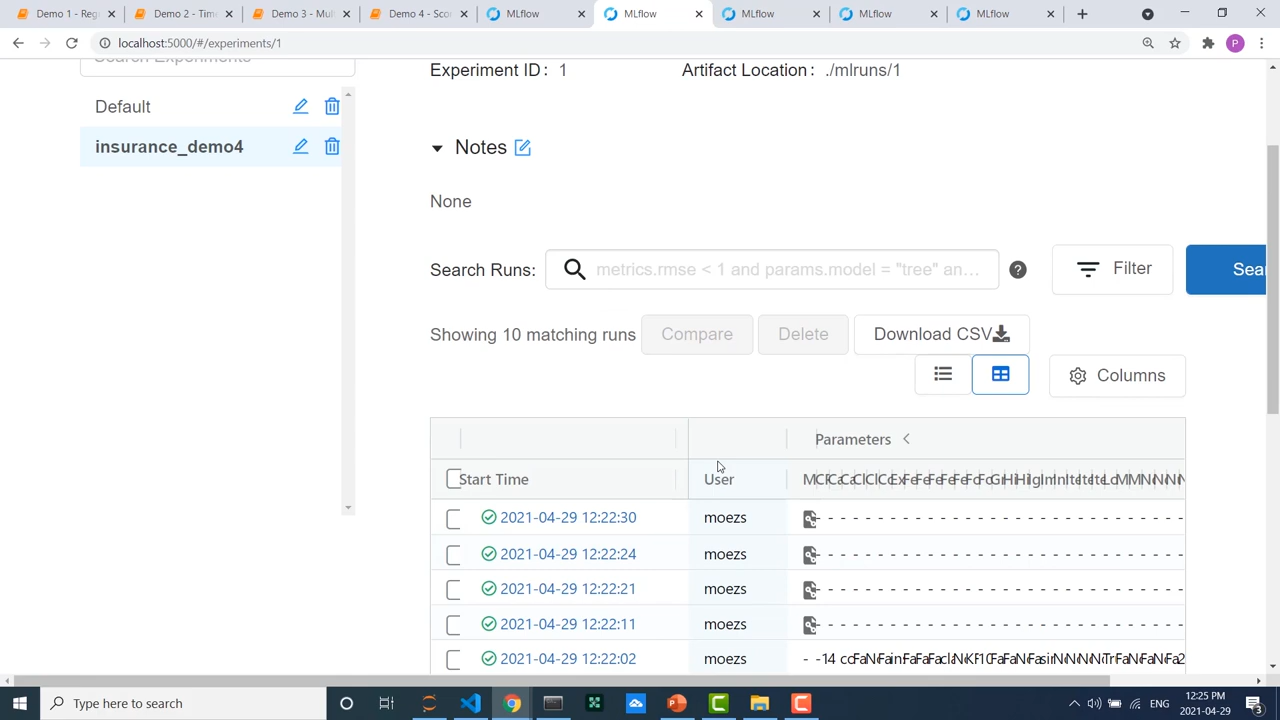 Demo 1 - Reg
Demo 2 - Tim
Demo 3 - Mul
Demo 4 - Sco
MLflow
MLflow
MLflow
MLflow
MLflow
localhost:5000/#/experiments/1
P
Search Experiments
Experiment ID: 1
Artifact Location: ./mlruns/1
Default
insurance_demo4
Notes
None
Search Runs:
metrics.rmse < 1 and params.model = "tree" an...
?
Filter
Sea
Showing 10 matching runs
Compare
Delete
Download CSV
Columns
Parameters <
Start Time
User
2021-04-29 12:22:30
moezs
- - - - - - - - - - - - - - - - - - - - - - - - - - - -
2021-04-29 12:22:24
moezs
- - - - - - - - - - - - - - - - - - - - - - - - - - - -
2021-04-29 12:22:21
moezs
- - - - - - - - - - - - - - - - - - - - - - - - - - - -
2021-04-29 12:22:11
moezs
- - - - - - - - - - - - - - - - - - - - - - - - - - - -
2021-04-29 12:22:02
moezs
Type here to search
ENG
12:25 PM
2021-04-29
3